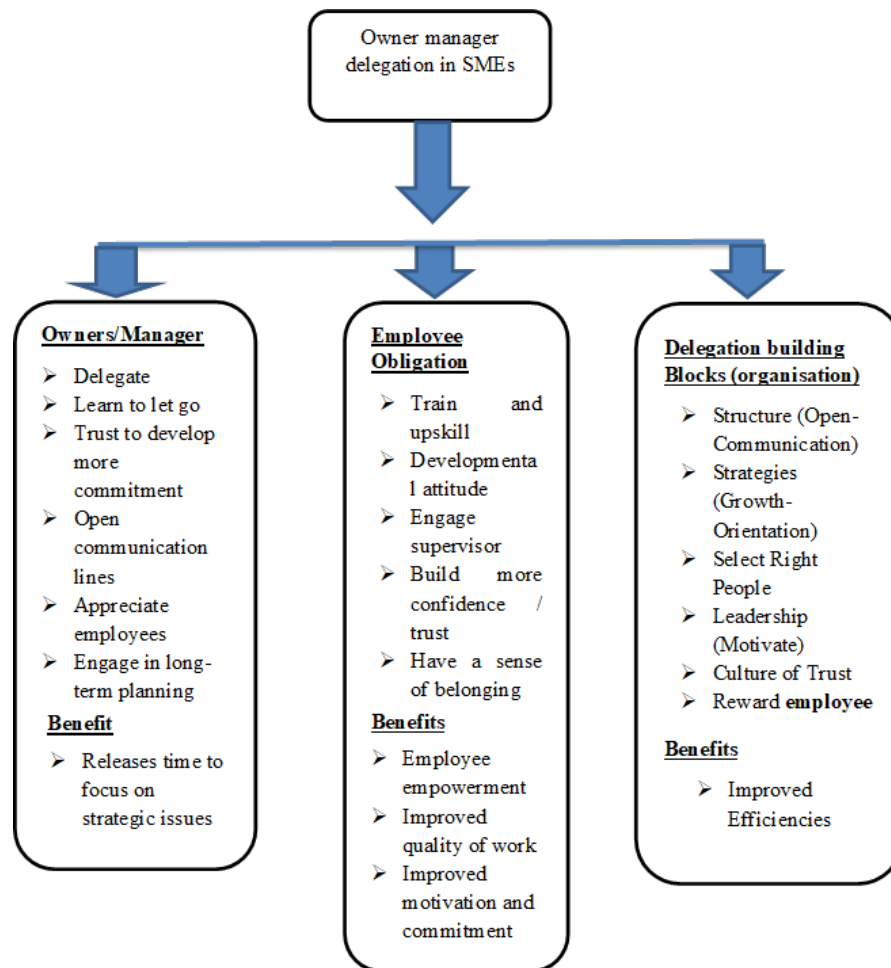 Owner manager
delegation in SMEs
Owners/Manager
➢ Delegate
➢ Learn to let go
➢ Trust to develop
more
commitment
➢ Open
communication
lines
➢ Appreciate
employees
➢ Engage in long-
term planning
Benefit
➢ Releases time to
focus on
strategic issues
Employee
Obligation
➢ Train and
upskill
➢ Developmenta
l attitude
➢ Engage
supervisor
➢ Build more
confidence /
trust
➢ Have a sense
of belonging
Benefits
➢ Employee
empowerment
➢ Improved
quality of work
➢ Improved
motivation and
commitment
Delegation building
Blocks (organisation)
➢ Structure (Open-
Communication)
➢ Strategies
(Growth-
Orientation)
➢ Select Right
People
➢ Leadership
(Motivate)
➢ Culture of Trust
➢ Reward employee
Benefits
➢ Improved
Efficiencies